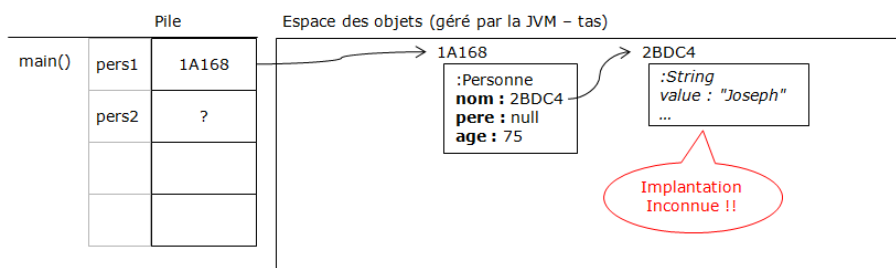 Pile
Espace des objets (géré par la JVM – tas)
main()
pers1
1A168
pers2
?
1A168
:Personne
nom : 2BDC4
pere : null
age : 75
2BDC4
:String
value : "Joseph"
...
Implantation
Inconnue !!